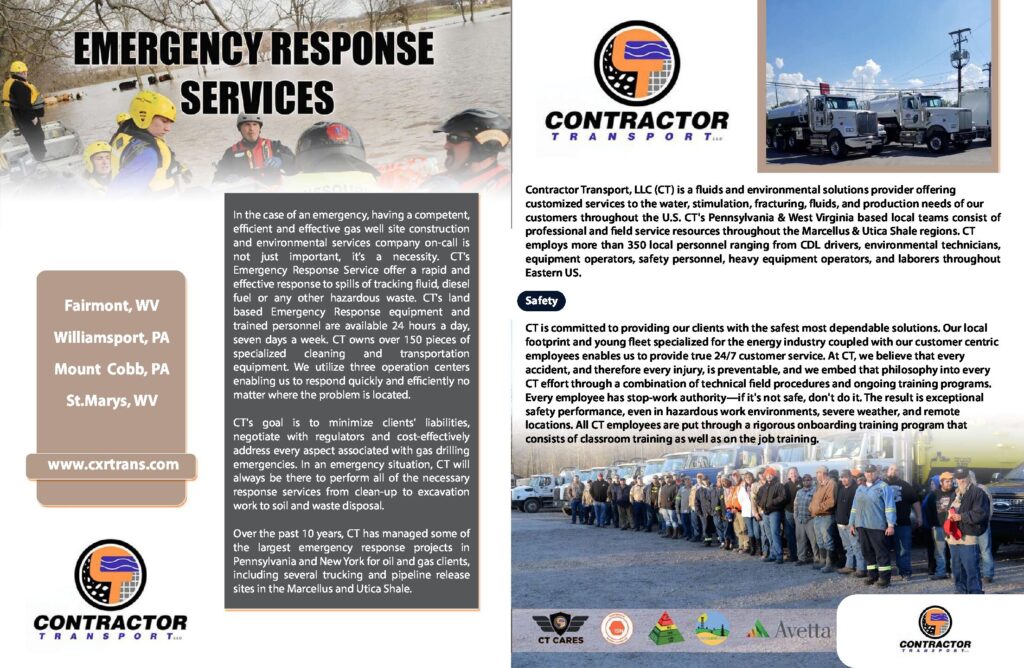 EMERGENCY RESPONSE
SERVICES
In the case of an emergency, having a competent,
efficient and effective gas well site construction
and environmental services company on-call is
not just important, it's a necessity. CT's
Emergency Response Service offer a rapid and
effective response to spills of tracking fluid, diesel
fuel or any other hazardous waste. CT's land
based Emergency Response equipment and
trained personnel are available 24 hours a day,
seven days a week. CT owns over 150 pieces of
specialized cleaning and transportation
equipment. We utilize three operation centers
enabling us to respond quickly and efficiently no
matter where the problem is located.
CT's goal is to minimize clients' liabilities,
negotiate with regulators and cost-effectively
address every aspect associated with gas drilling
emergencies. In an emergency situation, CT will
always be there to perform all of the necessary
response services from clean-up to excavation
work to soil and waste disposal.
Over the past 10 years, CT has managed some of
the largest emergency response projects in
Pennsylvania and New York for oil and gas clients,
including several trucking and pipeline release
sites in the Marcellus and Utica Shale.
Fairmont, WV
Williamsport, PA
Mount Cobb, PA
St.Marys, WV
www.cxrtrans.com
CONTRACTOR
TRANSPORT LLC
CONTRACTOR
TRANSPORT LLC
Contractor Transport, LLC (CT) is a fluids and environmental solutions provider offering
customized services to the water, stimulation, fracturing, fluids, and production needs of our
customers throughout the U.S. CT's Pennsylvania & West Virginia based local teams consist of
professional and field service resources throughout the Marcellus & Utica Shale regions. CT
employs more than 350 local personnel ranging from CDL drivers, environmental technicians,
equipment operators, safety personnel, heavy equipment operators, and laborers throughout
Eastern US.
Safety
CT is committed to providing our clients with the safest most dependable solutions. Our local
footprint and young fleet specialized for the energy industry coupled with our customer centric
employees enables us to provide true 24/7 customer service. At CT, we believe that every
accident, and therefore every injury, is preventable, and we embed that philosophy into every
CT effort through a combination of technical field procedures and ongoing training programs.
Every employee has stop-work authority—if it's not safe, don't do it. The result is exceptional
safety performance, even in hazardous work environments, severe weather, and remote
locations. All CT employees are put through a rigorous onboarding training program that
consists of classroom training as well as on the job training.
CT CARES
ISN
Avetta
CONTRACTOR
TRANSPORT